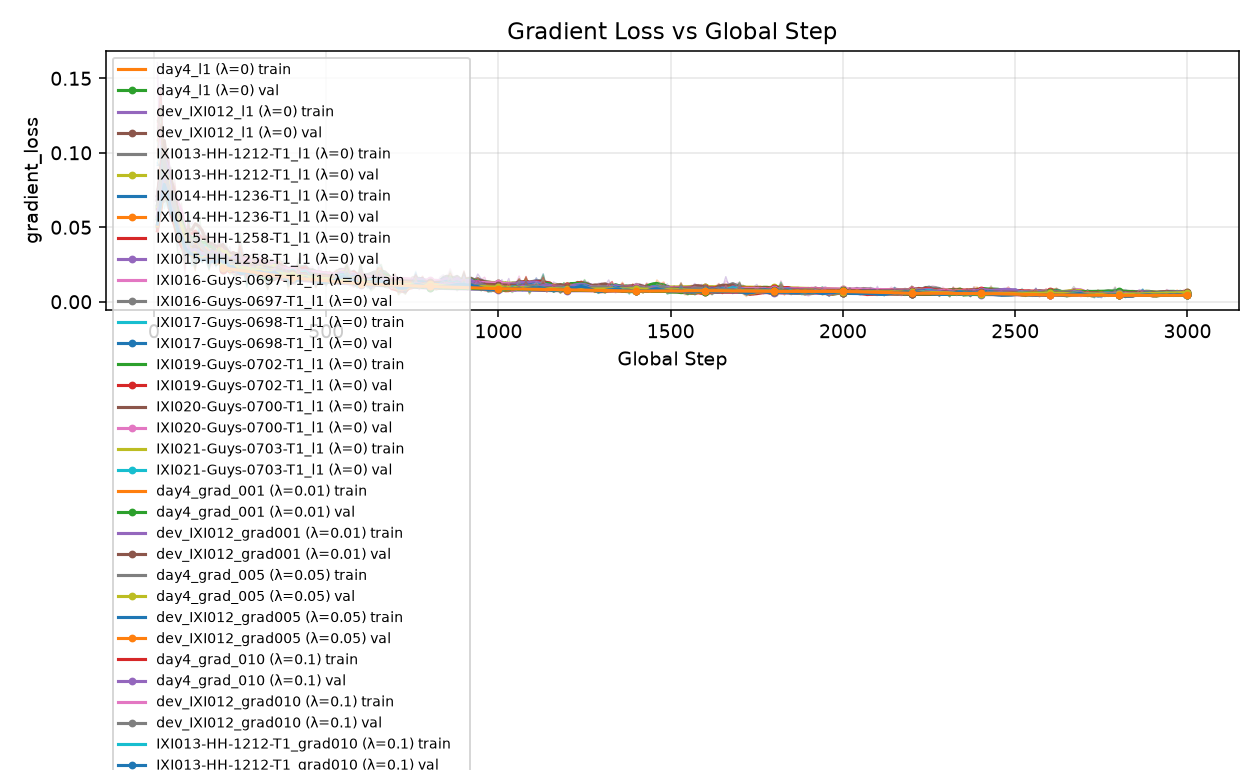 Gradient Loss vs Global Step
gradient_loss
0.15
0.10
0.05
0.00
0
500
1000
1500
2000
2500
3000
Global Step
day4_l1 (λ=0) train
day4_l1 (λ=0) val
dev_IXI012_l1 (λ=0) train
dev_IXI012_l1 (λ=0) val
IXI013-HH-1212-T1_l1 (λ=0) train
IXI013-HH-1212-T1_l1 (λ=0) val
IXI014-HH-1236-T1_l1 (λ=0) train
IXI014-HH-1236-T1_l1 (λ=0) val
IXI015-HH-1258-T1_l1 (λ=0) train
IXI015-HH-1258-T1_l1 (λ=0) val
IXI016-Guys-0697-T1_l1 (λ=0) train
IXI016-Guys-0697-T1_l1 (λ=0) val
IXI017-Guys-0698-T1_l1 (λ=0) train
IXI017-Guys-0698-T1_l1 (λ=0) val
IXI019-Guys-0702-T1_l1 (λ=0) train
IXI019-Guys-0702-T1_l1 (λ=0) val
IXI020-Guys-0700-T1_l1 (λ=0) train
IXI020-Guys-0700-T1_l1 (λ=0) val
IXI021-Guys-0703-T1_l1 (λ=0) train
IXI021-Guys-0703-T1_l1 (λ=0) val
day4_grad_001 (λ=0.01) train
day4_grad_001 (λ=0.01) val
dev_IXI012_grad001 (λ=0.01) train
dev_IXI012_grad001 (λ=0.01) val
day4_grad_005 (λ=0.05) train
day4_grad_005 (λ=0.05) val
dev_IXI012_grad005 (λ=0.05) train
dev_IXI012_grad005 (λ=0.05) val
day4_grad_010 (λ=0.1) train
day4_grad_010 (λ=0.1) val
dev_IXI012_grad010 (λ=0.1) train
dev_IXI012_grad010 (λ=0.1) val
IXI013-HH-1212-T1_grad010 (λ=0.1) train
IXI013-HH-1212-T1_grad010 (λ=0.1) val